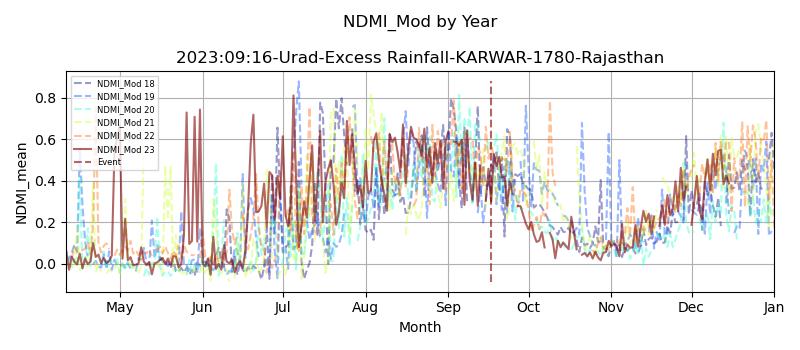 NDMI_Mod by Year
2023:09:16-Urad-Excess Rainfall-KARWAR-1780-Rajasthan
NDMI_mean
0.8
0.6
0.4
0.2
0.0
NDMI_Mod 18
NDMI_Mod 19
NDMI_Mod 20
NDMI_Mod 21
NDMI_Mod 22
NDMI_Mod 23
Event
May Jun Jul Aug Sep Oct Nov Dec Jan
Month